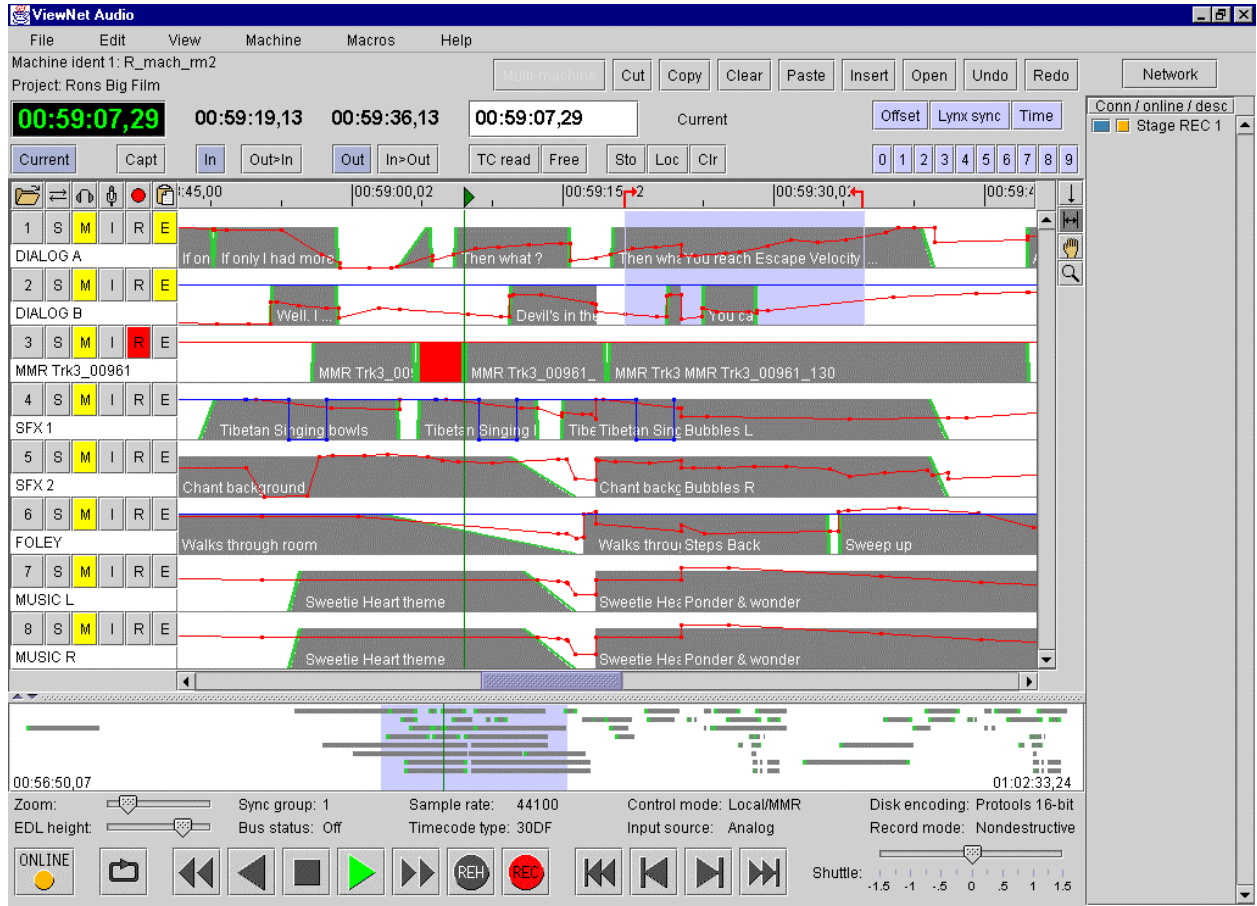 ViewNet Audio
File Edit View Machine Macros Help
Machine ident 1: R_mach_rm2
Project: Rons Big Film
Multi-machine Cut Copy Clear Paste Insert Open Undo Redo Network
00:59:07,29 00:59:19,13 00:59:36,13 00:59:07,29 Current Offset Lynx sync Time
Conn / online / desc
Stage REC 1
Current Capt In Out>In Out In>Out TC read Free Sto Loc Clr 0 1 2 3 4 5 6 7 8 9
:45,00 00:59:00,02 00:59:15 2 00:59:30,0 00:59:4
1 S M I R E
DIALOG A
If on If only I had more Then what ? Then wha You reach Escape Velocity ...
2 S M I R E
DIALOG B
Well. I ... Devil's in the You ca
3 S M I R E
MMR Trk3_00961
MMR Trk3_00 MMR Trk3_00961_ MMR Trk3 MMR Trk3_00961_130
4 S M I R E
SFX 1
Tibetan Singing bowls Tibetan Singing Tibe Tibetan Sing Bubbles L
5 S M I R E
SFX 2
Chant background Chant backg Bubbles R
6 S M I R E
FOLEY
Walks through room Walks throu Steps Back Sweep up
7 S M I R E
MUSIC L
Sweetie Heart theme Sweetie Hea Ponder & wonder
8 S M I R E
MUSIC R
Sweetie Heart theme Sweetie Hea Ponder & wonder
00:56:50,07 01:02:33,24
Zoom: Sync group: 1 Sample rate: 44100 Control mode: Local/MMR Disk encoding: Protools 16-bit
EDL height: Bus status: Off Timecode type: 30DF Input source: Analog Record mode: Nondestructive
ONLINE REH REC Shuttle:
-1.5 -1 -.5 0 .5 1 1.5